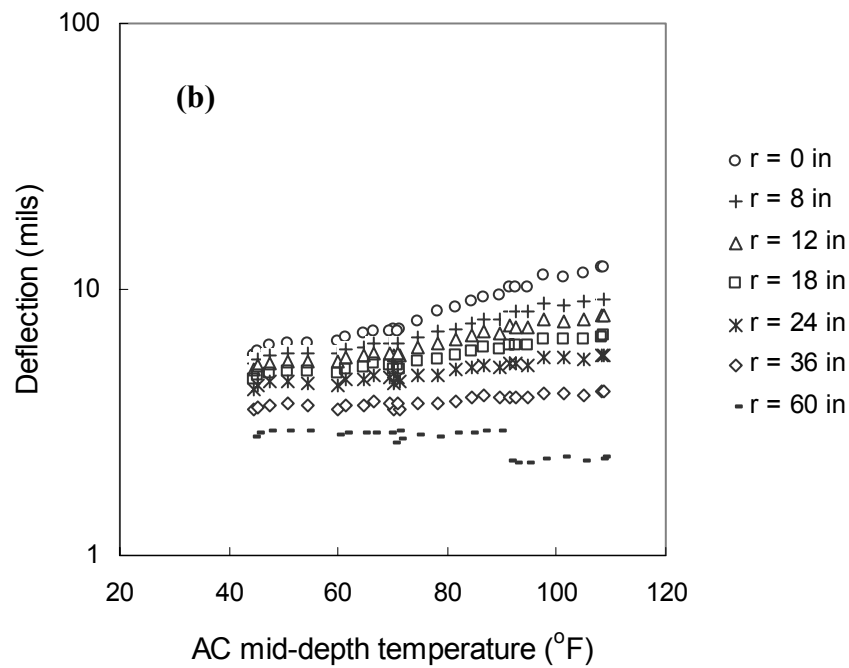 100
(b)
10
1
Deflection (mils)
20 40 60 80 100 120
AC mid-depth temperature (°F)
r = 0 in
r = 8 in
r = 12 in
r = 18 in
r = 24 in
r = 36 in
r = 60 in